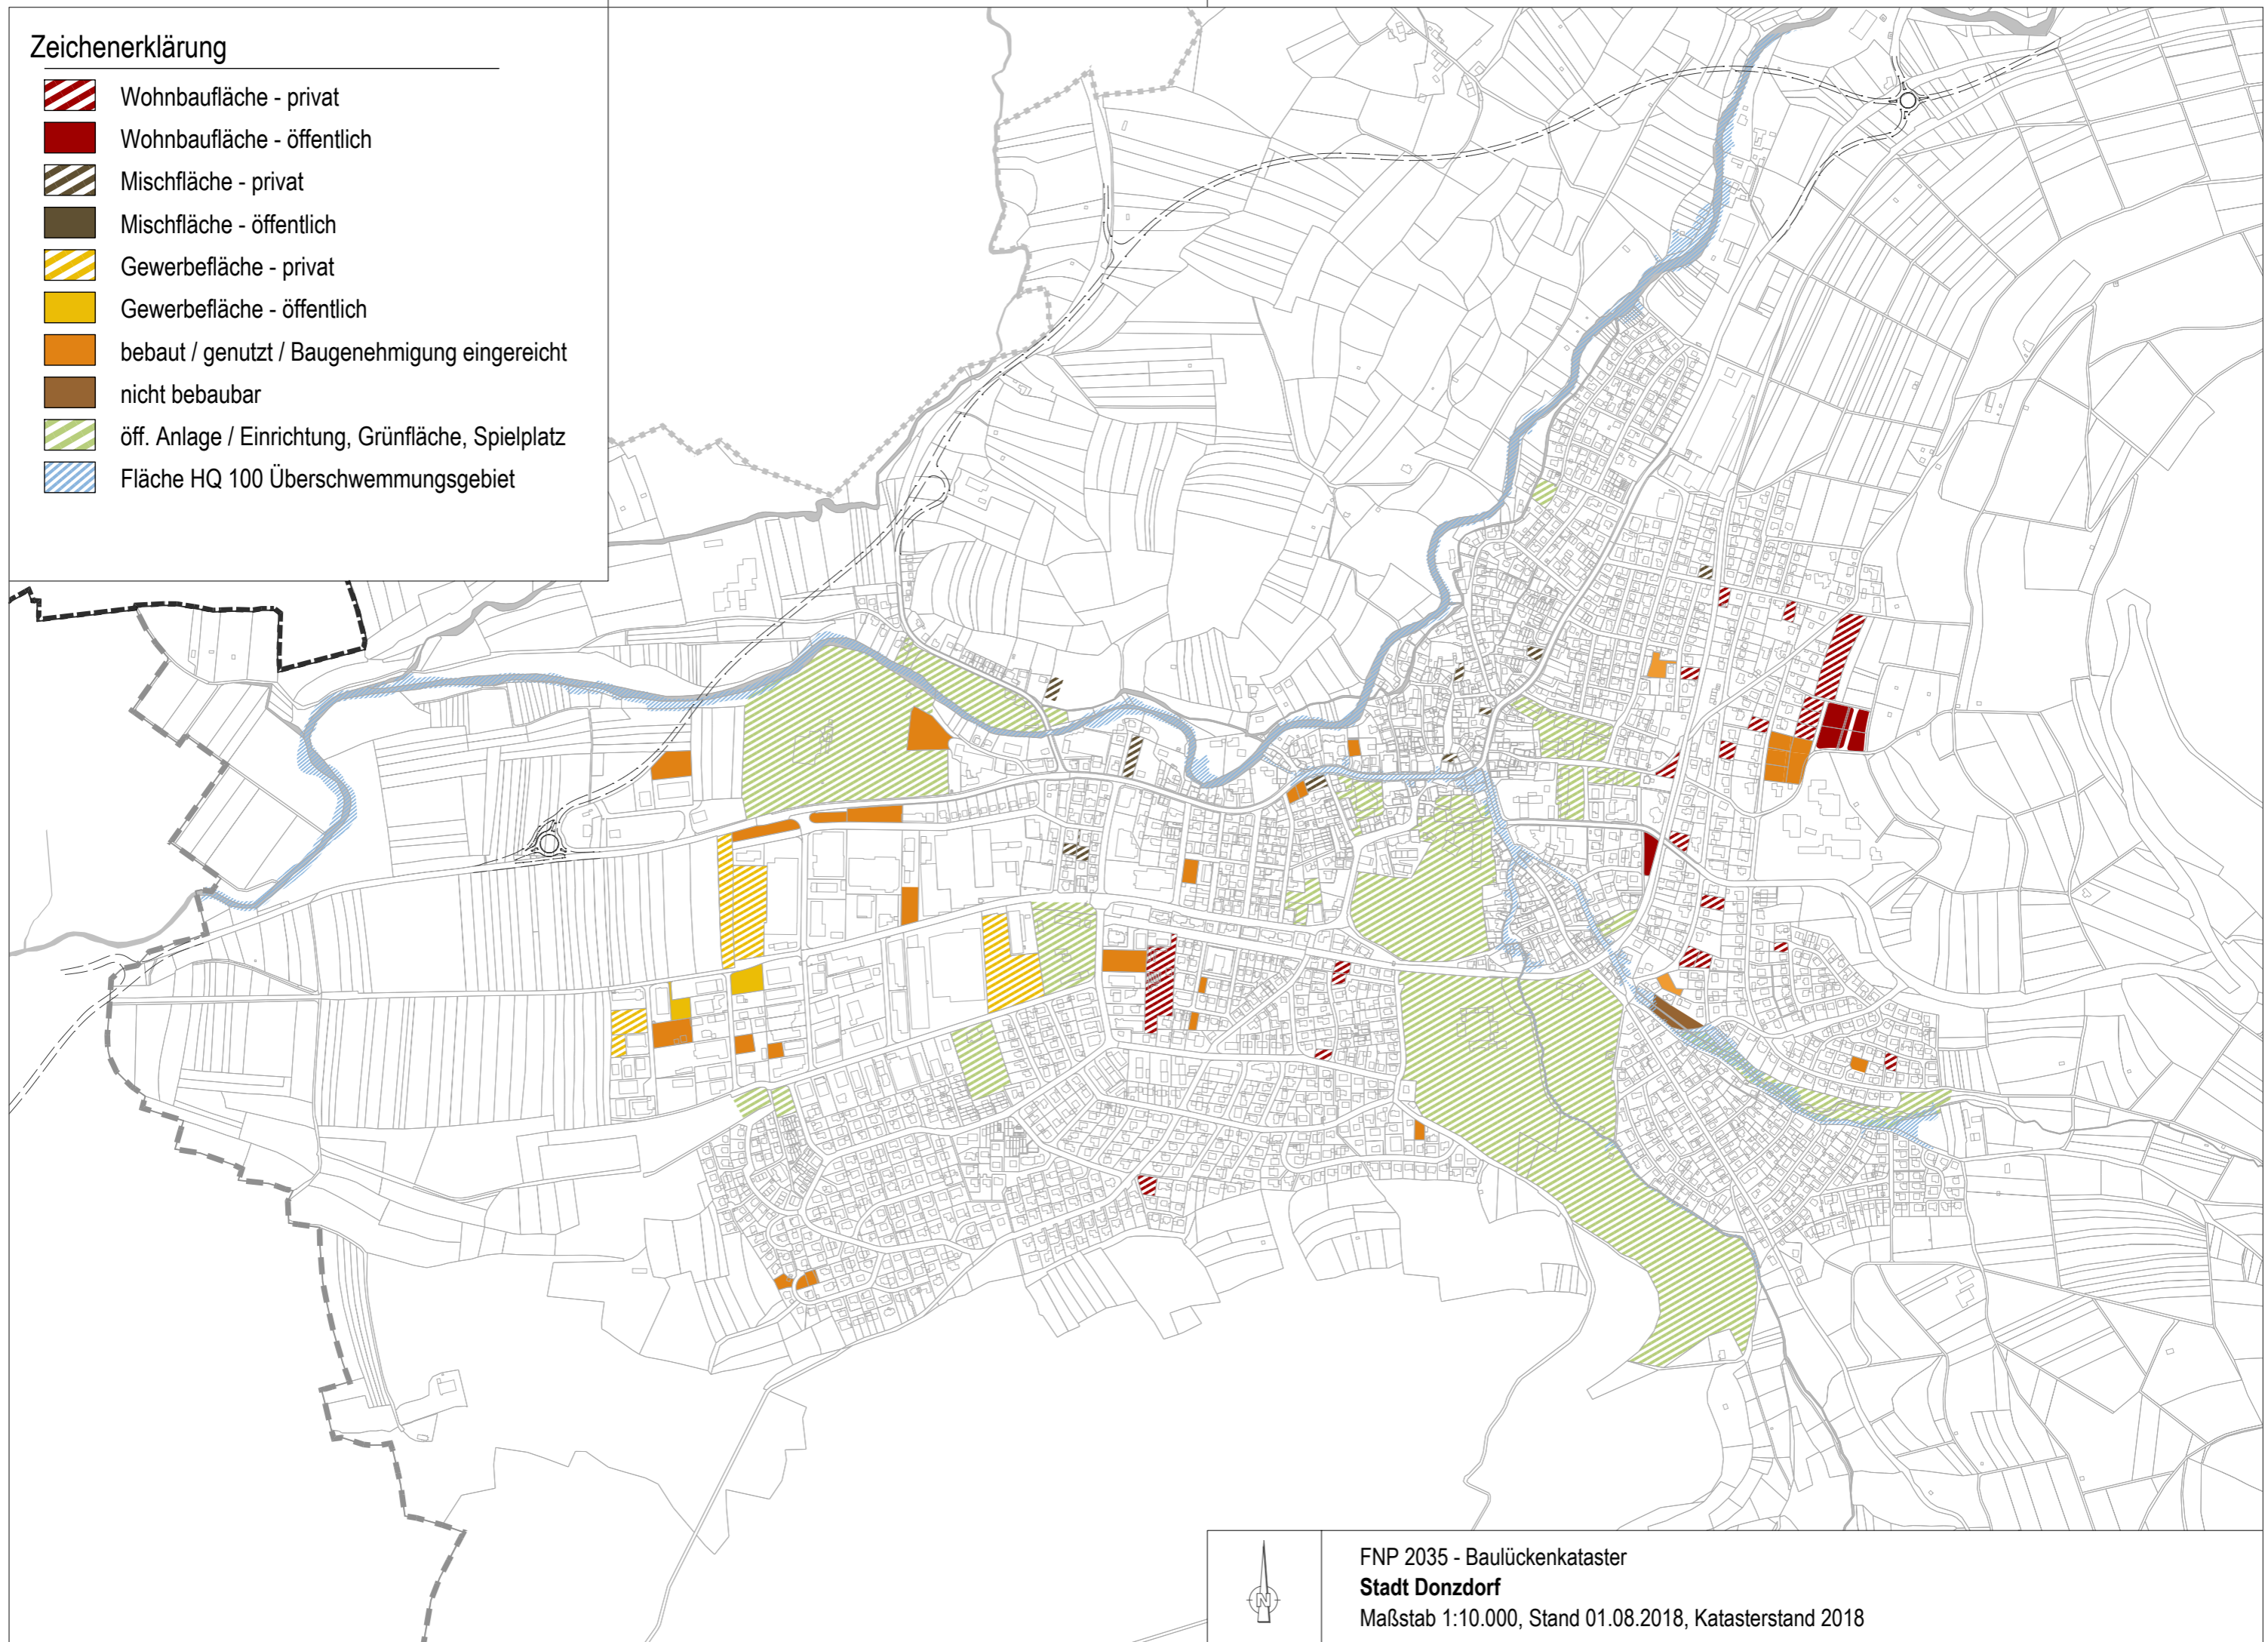 Zeichenerklärung
Wohnbaufläche - privat
Wohnbaufläche - öffentlich
Mischfläche - privat
Mischfläche - öffentlich
Gewerbefläche - privat
Gewerbefläche - öffentlich
bebaut / genutzt / Baugenehmigung eingereicht
nicht bebaubar
öff. Anlage / Einrichtung, Grünfläche, Spielplatz
Fläche HQ 100 Überschwemmungsgebiet
N
FNP 2035 - Baulückenkataster
Stadt Donzdorf
Maßstab 1:10.000, Stand 01.08.2018, Katasterstand 2018